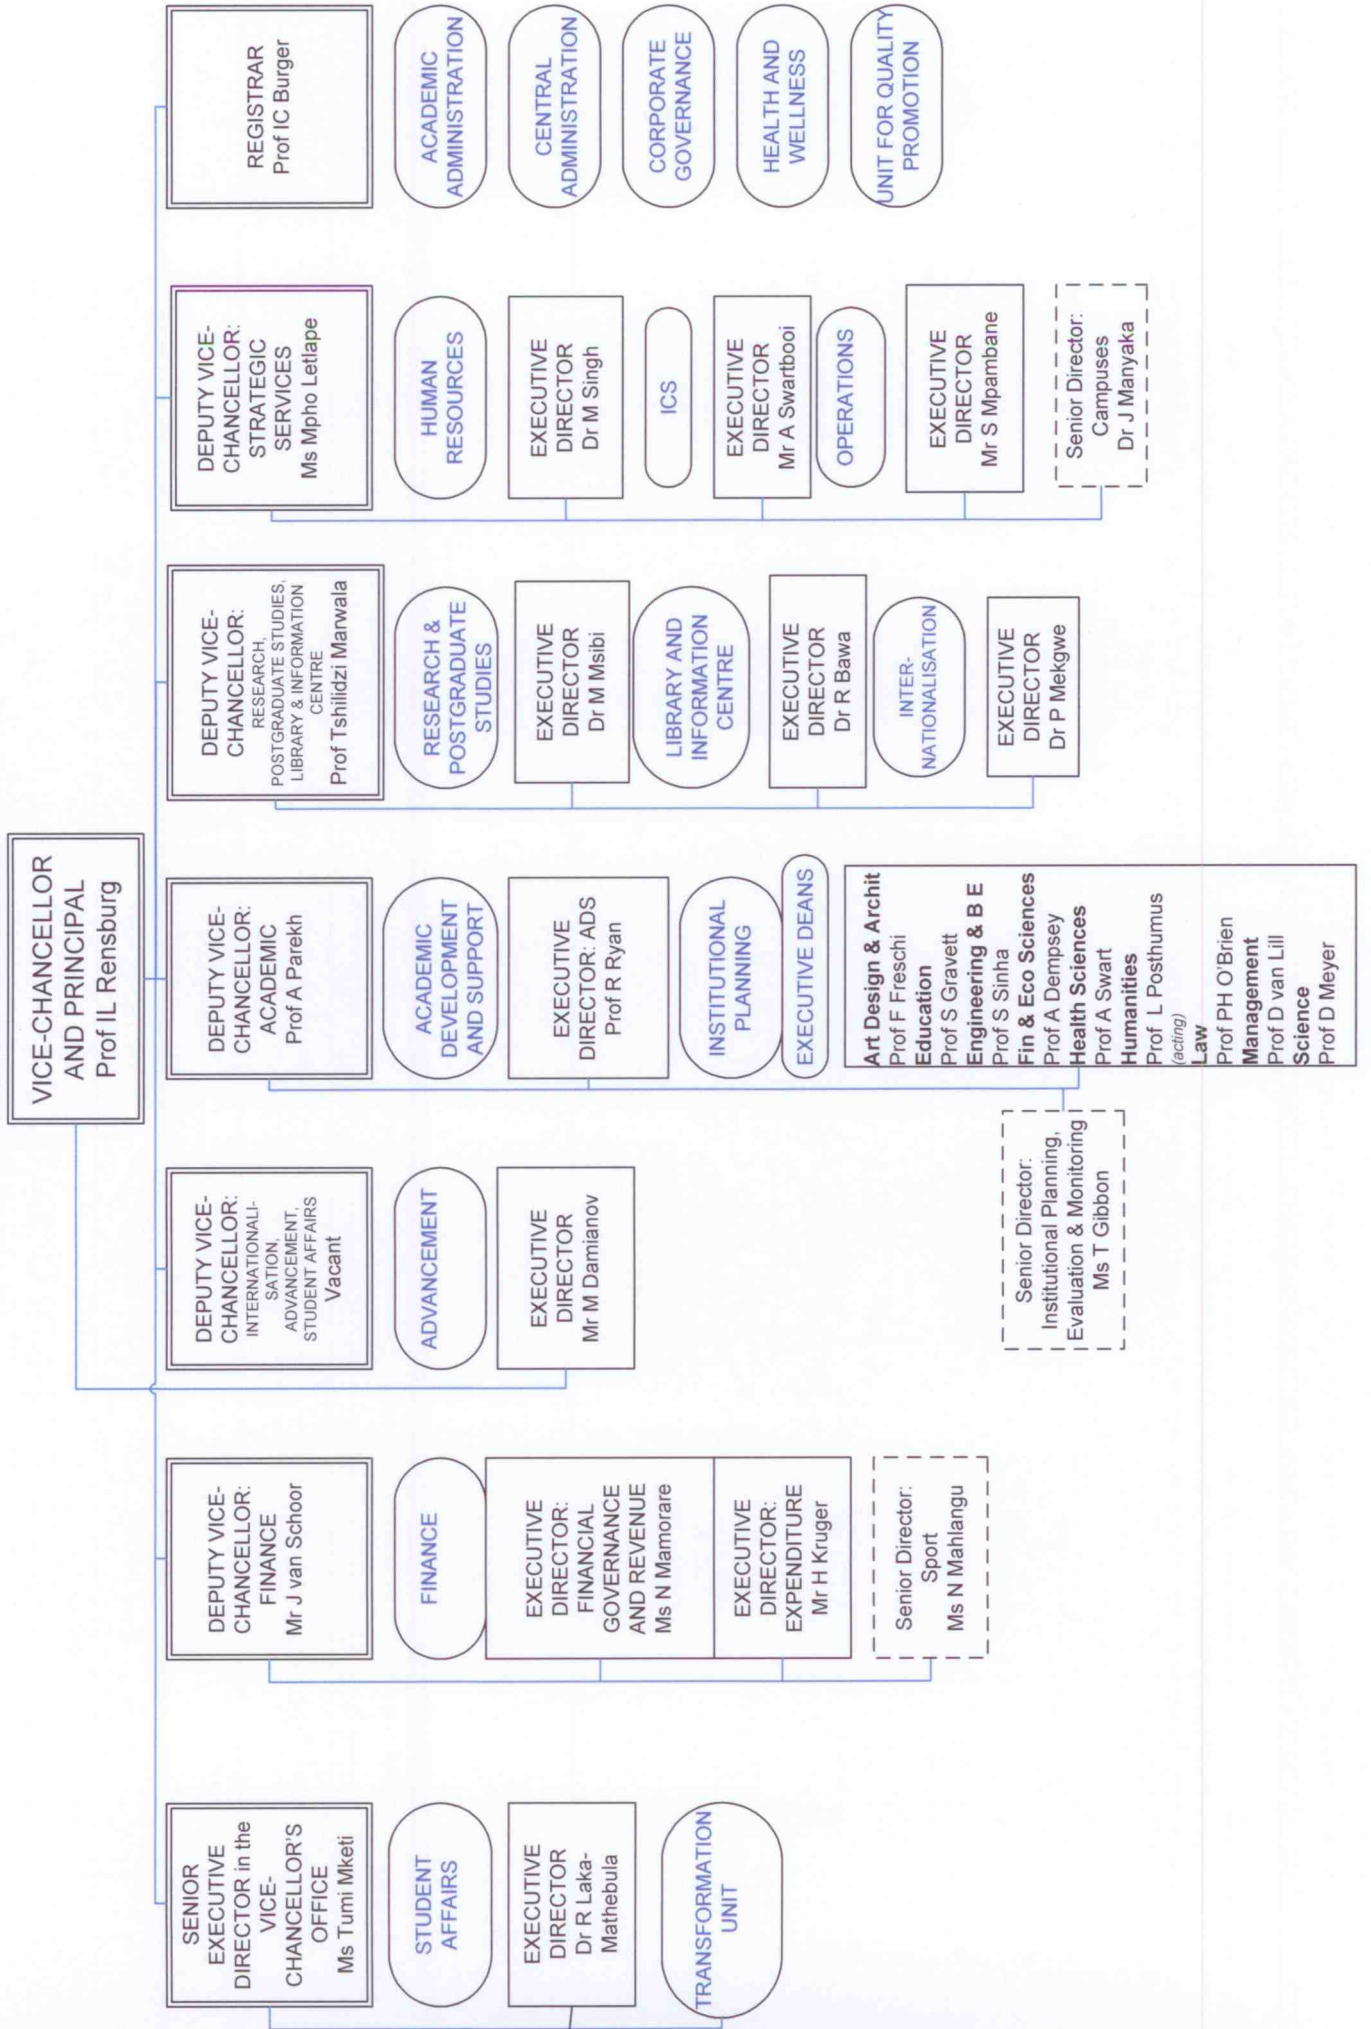 VICE-CHANCELLOR
AND PRINCIPAL
Prof IL Rensburg
SENIOR
EXECUTIVE
DIRECTOR in the
VICE-
CHANCELLOR'S
OFFICE
Ms Tumi Mketi
STUDENT
AFFAIRS
EXECUTIVE
DIRECTOR
Dr R Laka-
Mathebula
TRANSFORMATION
UNIT
DEPUTY VICE-
CHANCELLOR:
FINANCE
Mr J van Schoor
FINANCE
EXECUTIVE
DIRECTOR:
FINANCIAL
GOVERNANCE
AND REVENUE
Ms N Mamorare
EXECUTIVE
DIRECTOR:
EXPENDITURE
Mr H Kruger
Senior Director:
Sport
Ms N Mahlangu
DEPUTY VICE-
CHANCELLOR:
INTERNATIONALI-
SATION,
ADVANCEMENT,
STUDENT AFFAIRS
Vacant
ADVANCEMENT
EXECUTIVE
DIRECTOR
Mr M Damianov
DEPUTY VICE-
CHANCELLOR:
ACADEMIC
Prof A Parekh
ACADEMIC
DEVELOPMENT
AND SUPPORT
EXECUTIVE
DIRECTOR: ADS
Prof R Ryan
INSTITUTIONAL
PLANNING
EXECUTIVE DEANS
Art Design & Archit
Prof F Freschi
Education
Prof S Gravett
Engineering & B E
Prof S Sinha
Fin & Eco Sciences
Prof A Dempsey
Health Sciences
Prof A Swart
Humanities
Prof L Posthumus
(acting)
Law
Prof PH O'Brien
Management
Prof D van Lill
Science
Prof D Meyer
Senior Director:
Institutional Planning,
Evaluation & Monitoring
Ms T Gibbon
DEPUTY VICE-
CHANCELLOR:
RESEARCH,
POSTGRADUATE STUDIES,
LIBRARY & INFORMATION
CENTRE
Prof Tshilidzi Marwala
RESEARCH &
POSTGRADUATE
STUDIES
EXECUTIVE
DIRECTOR
Dr M Msibi
LIBRARY AND
INFORMATION
CENTRE
EXECUTIVE
DIRECTOR
Dr R Bawa
INTER-
NATIONALISATION
EXECUTIVE
DIRECTOR
Dr P Mekgwe
DEPUTY VICE-
CHANCELLOR:
STRATEGIC
SERVICES
Ms Mpho Letlape
HUMAN
RESOURCES
EXECUTIVE
DIRECTOR
Dr M Singh
ICS
EXECUTIVE
DIRECTOR
Mr A Swartbooi
OPERATIONS
EXECUTIVE
DIRECTOR
Mr S Mpambane
Senior Director:
Campuses
Dr J Manyaka
REGISTRAR
Prof IC Burger
ACADEMIC
ADMINISTRATION
CENTRAL
ADMINISTRATION
CORPORATE
GOVERNANCE
HEALTH AND
WELLNESS
UNIT FOR QUALITY
PROMOTION